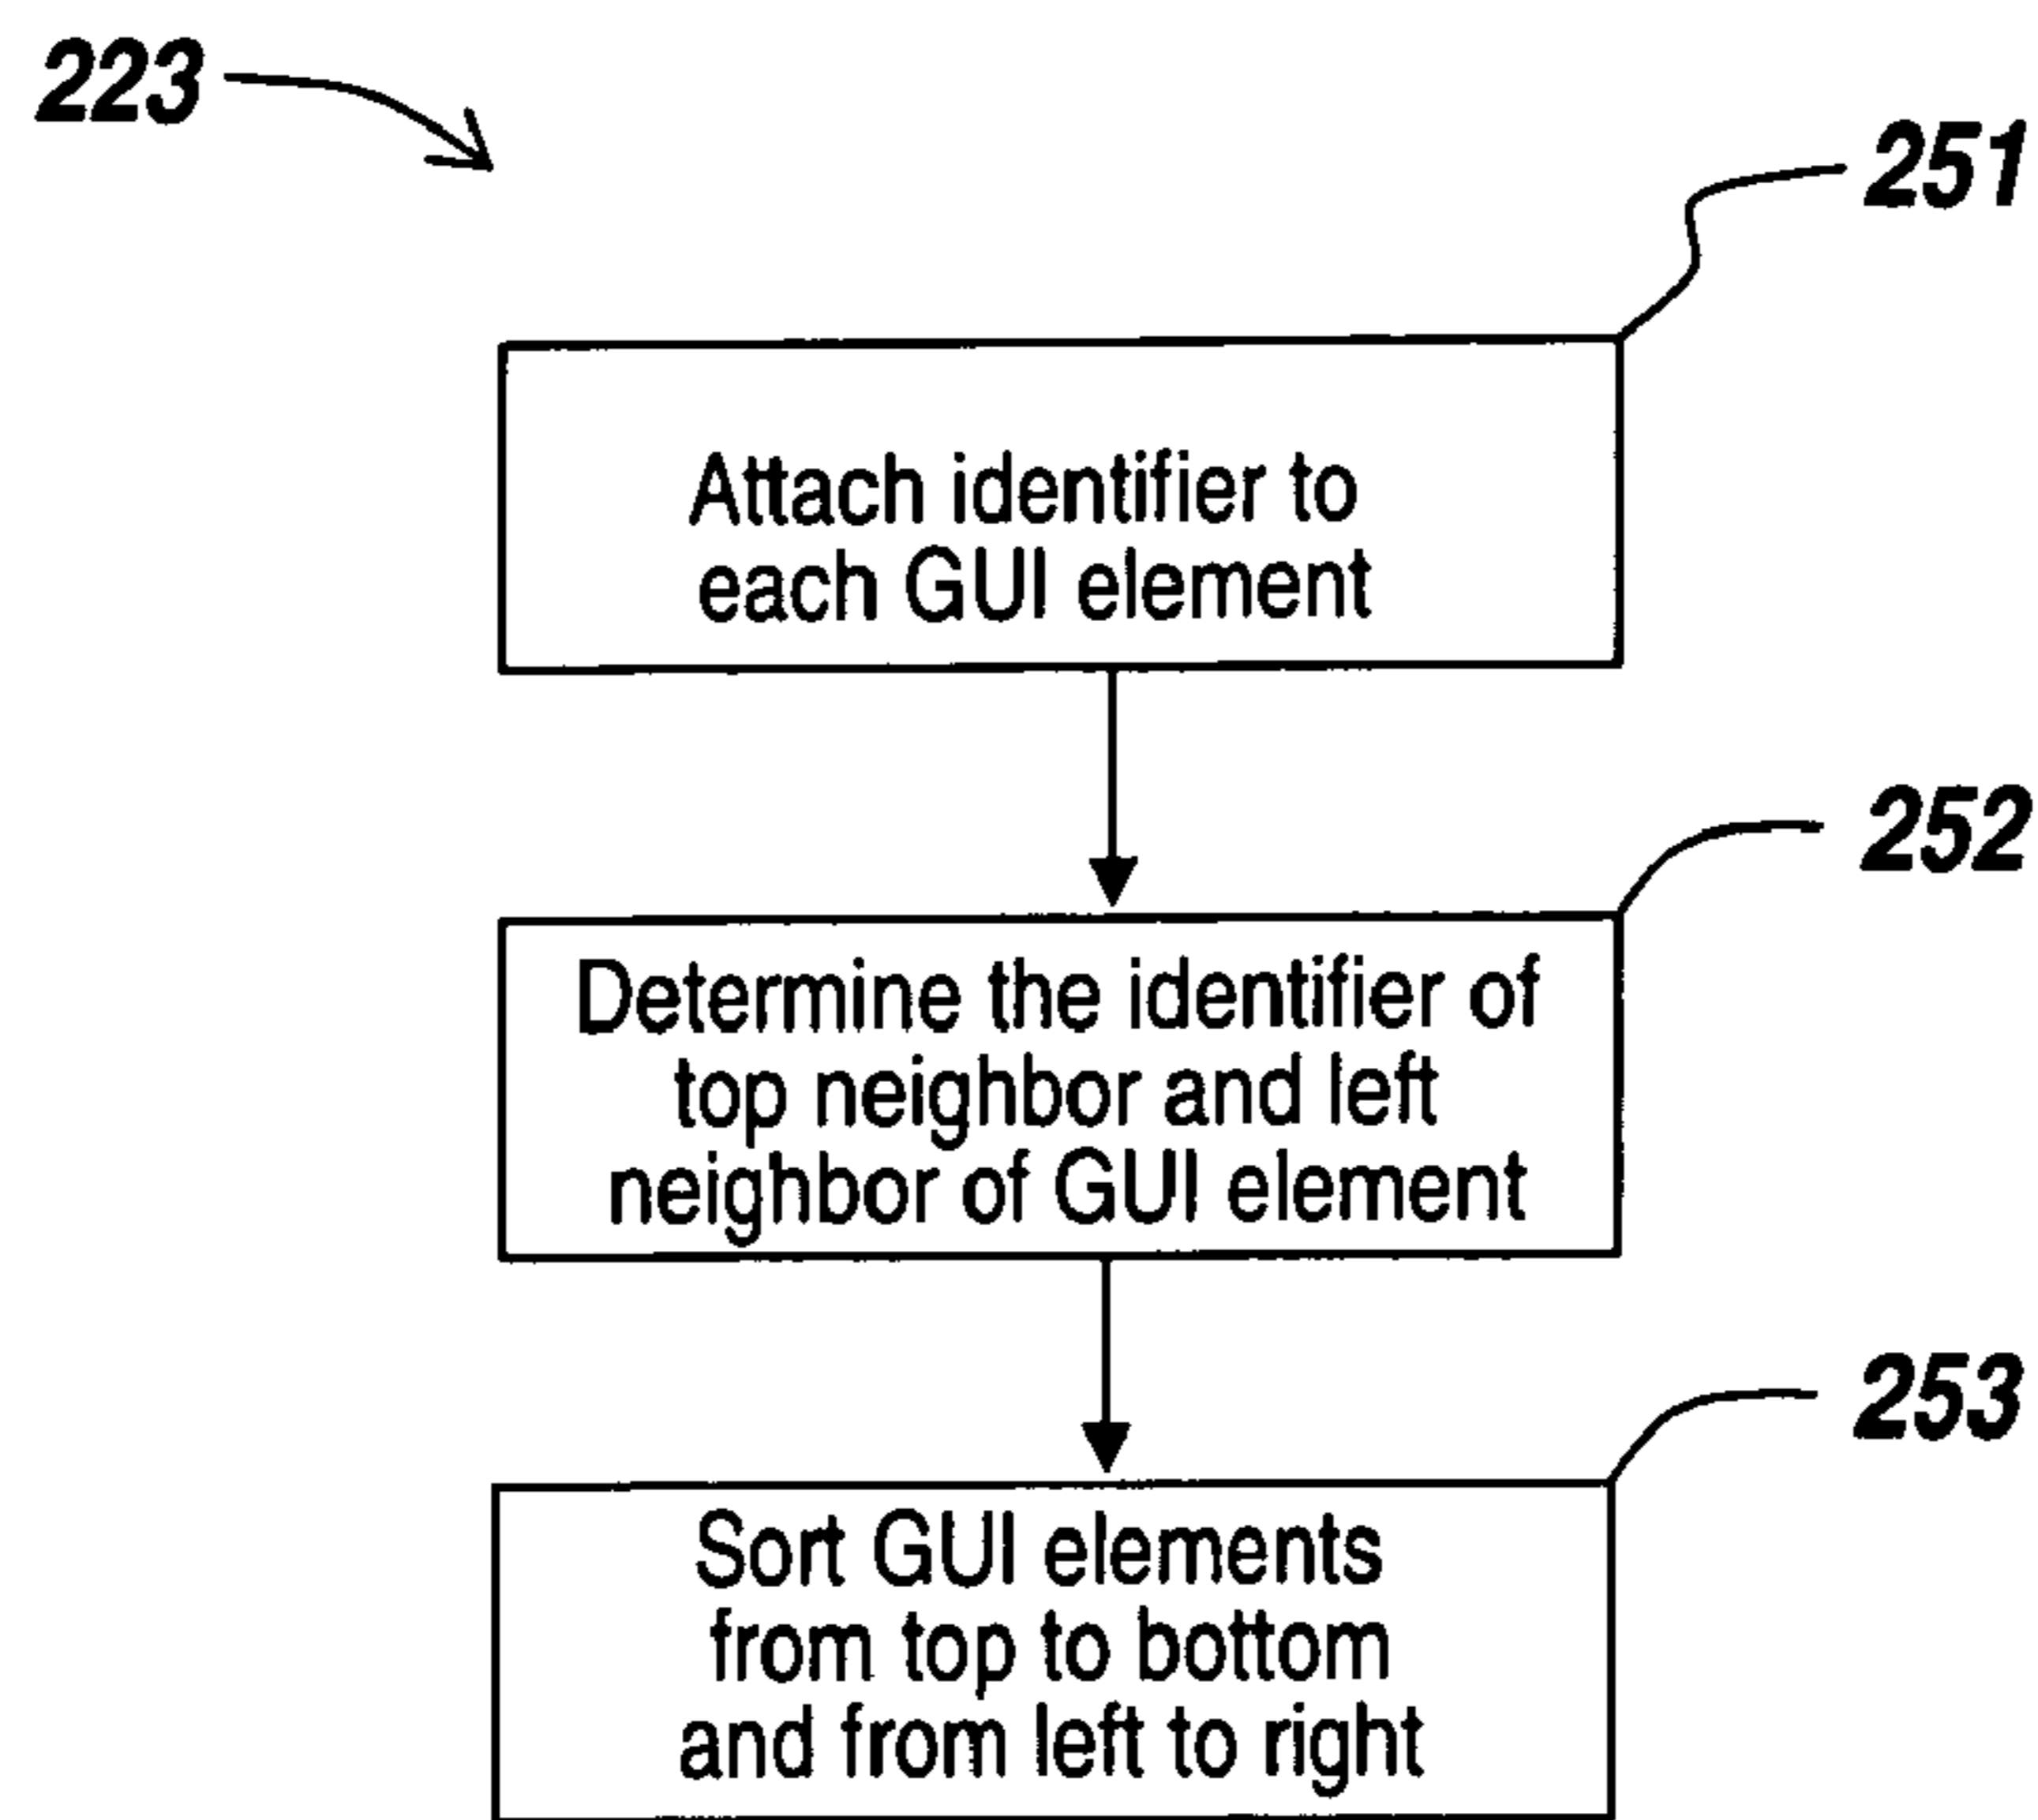 223
251
Attach identifier to
each GUI element
252
Determine the identifier of
top neighbor and left
neighbor of GUI element
253
Sort GUI elements
from top to bottom
and from left to right